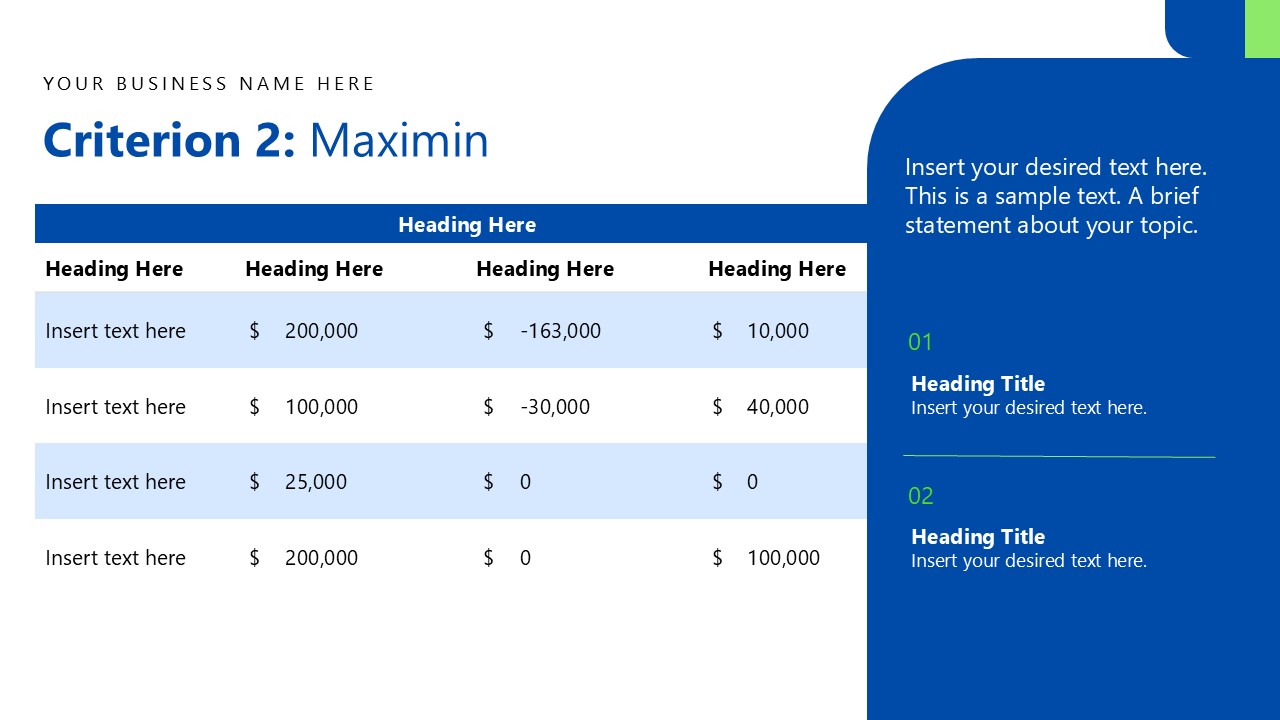 YOUR BUSINESS NAME HERE
Criterion 2: Maximin
Heading Here
Heading Here Heading Here Heading Here Heading Here
Insert text here $ 200,000 $ -163,000 $ 10,000
Insert text here $ 100,000 $ -30,000 $ 40,000
Insert text here $ 25,000 $ 0 $ 0
Insert text here $ 200,000 $ 0 $ 100,000
Insert your desired text here.
This is a sample text. A brief
statement about your topic.
01
Heading Title
Insert your desired text here.
02
Heading Title
Insert your desired text here.